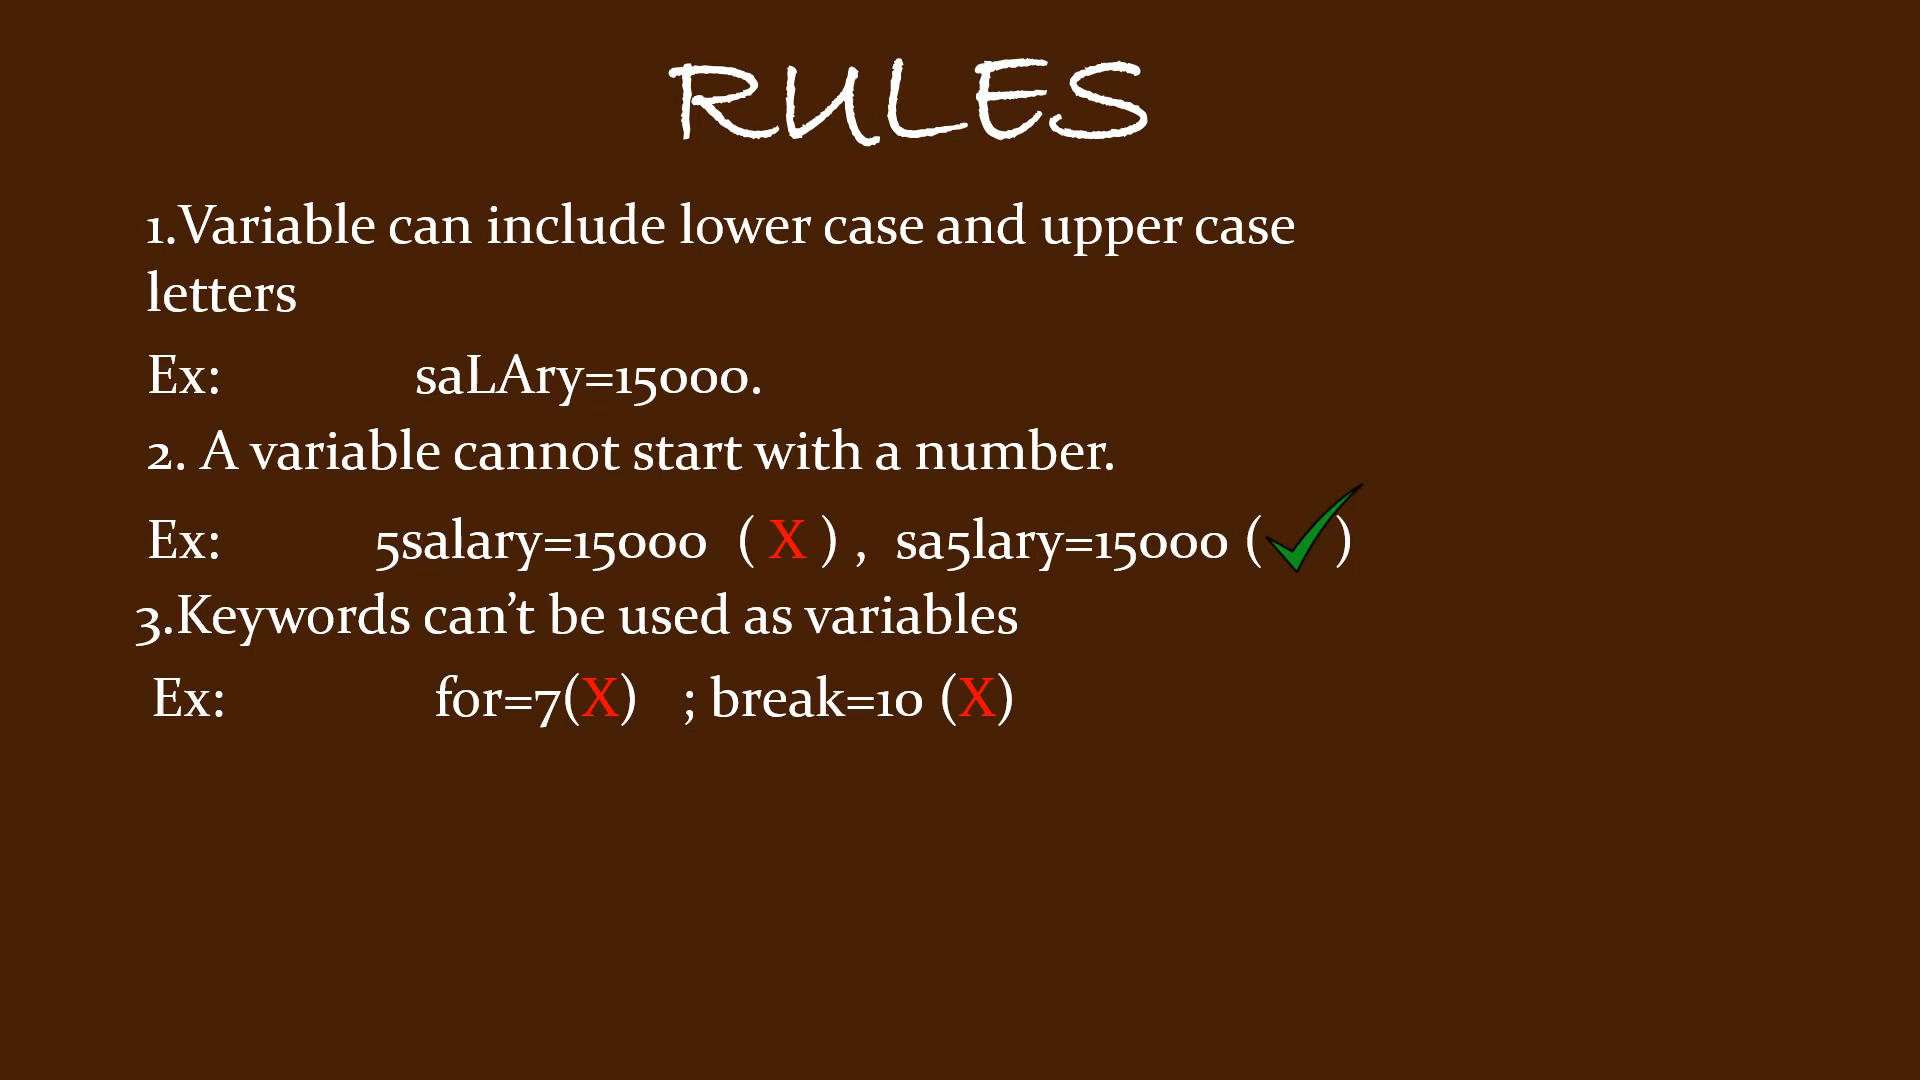 RULES
1.Variable can include lower case and upper case
letters
Ex: saLAry=15000.
2. A variable cannot start with a number.
Ex: 5salary=15000 ( X ) , sa5lary=15000 (✓)
3.Keywords can’t be used as variables
Ex: for=7(X) ; break=10 (X)